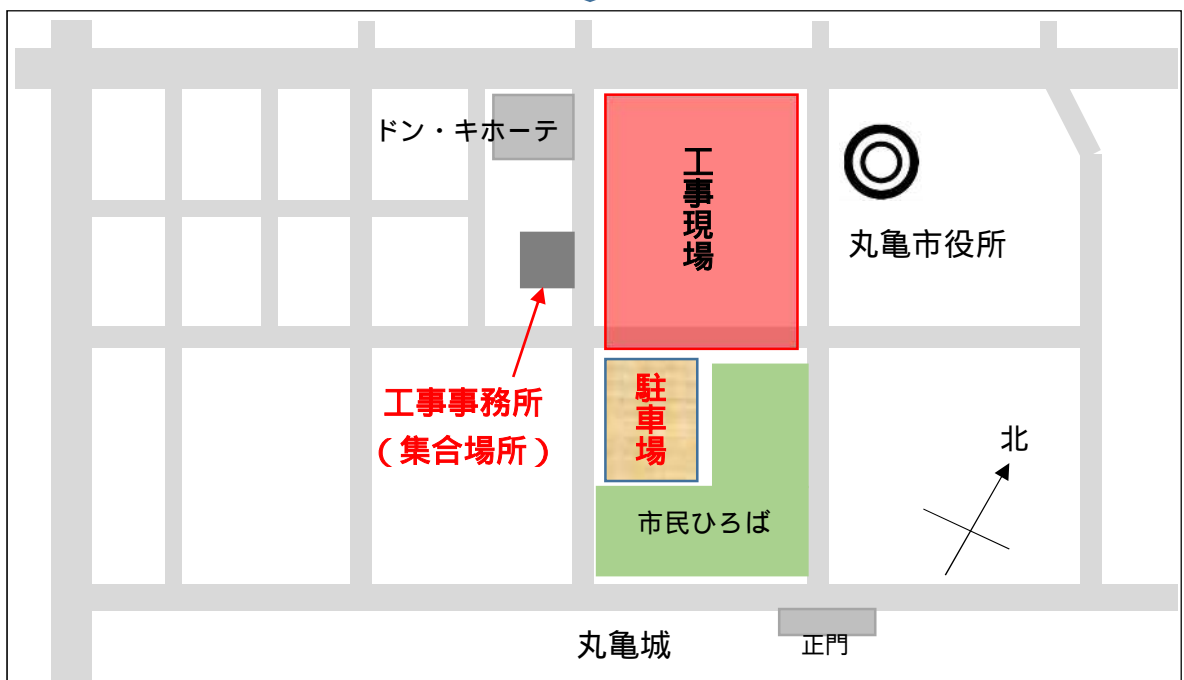 ドン・キホーテ
工事現場
丸亀市役所
工事事務所
(集合場所)
駐車場
北
市民ひろば
丸亀城
正門